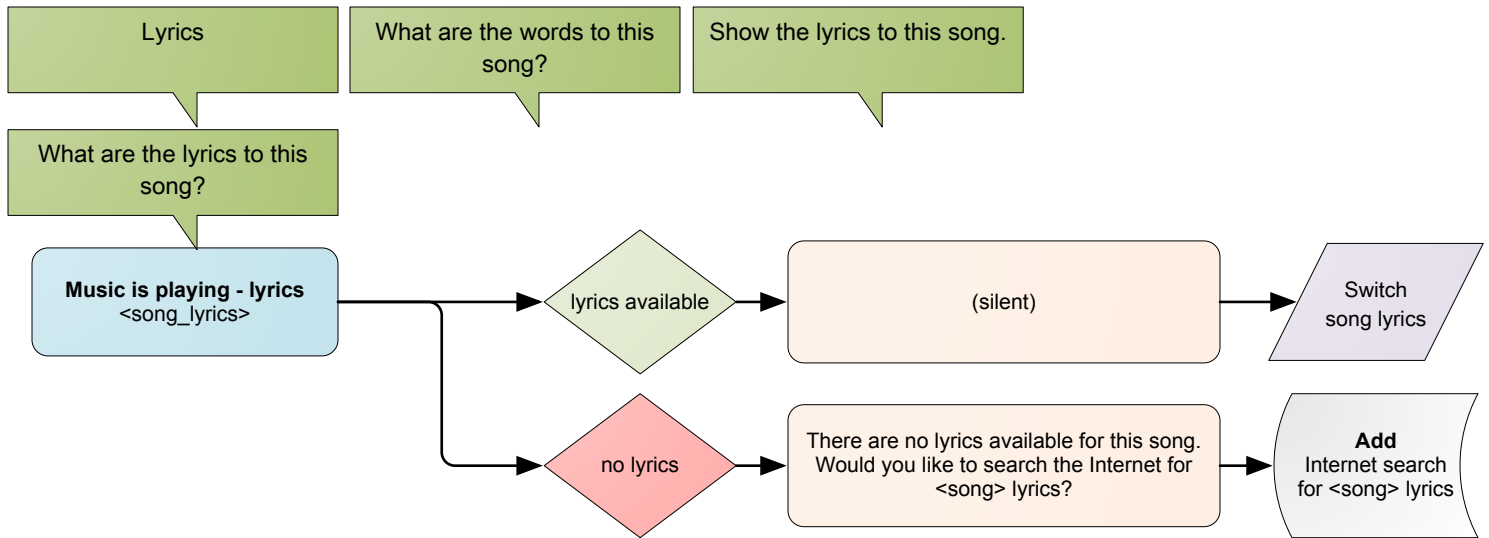 Lyrics
What are the words to this
song?
Show the lyrics to this song.
What are the lyrics to this
song?
Music is playing - lyrics
<song_lyrics>
lyrics available
(silent)
Switch
song lyrics
no lyrics
There are no lyrics available for this song.
Would you like to search the Internet for
<song> lyrics?
Add
Internet search
for <song> lyrics